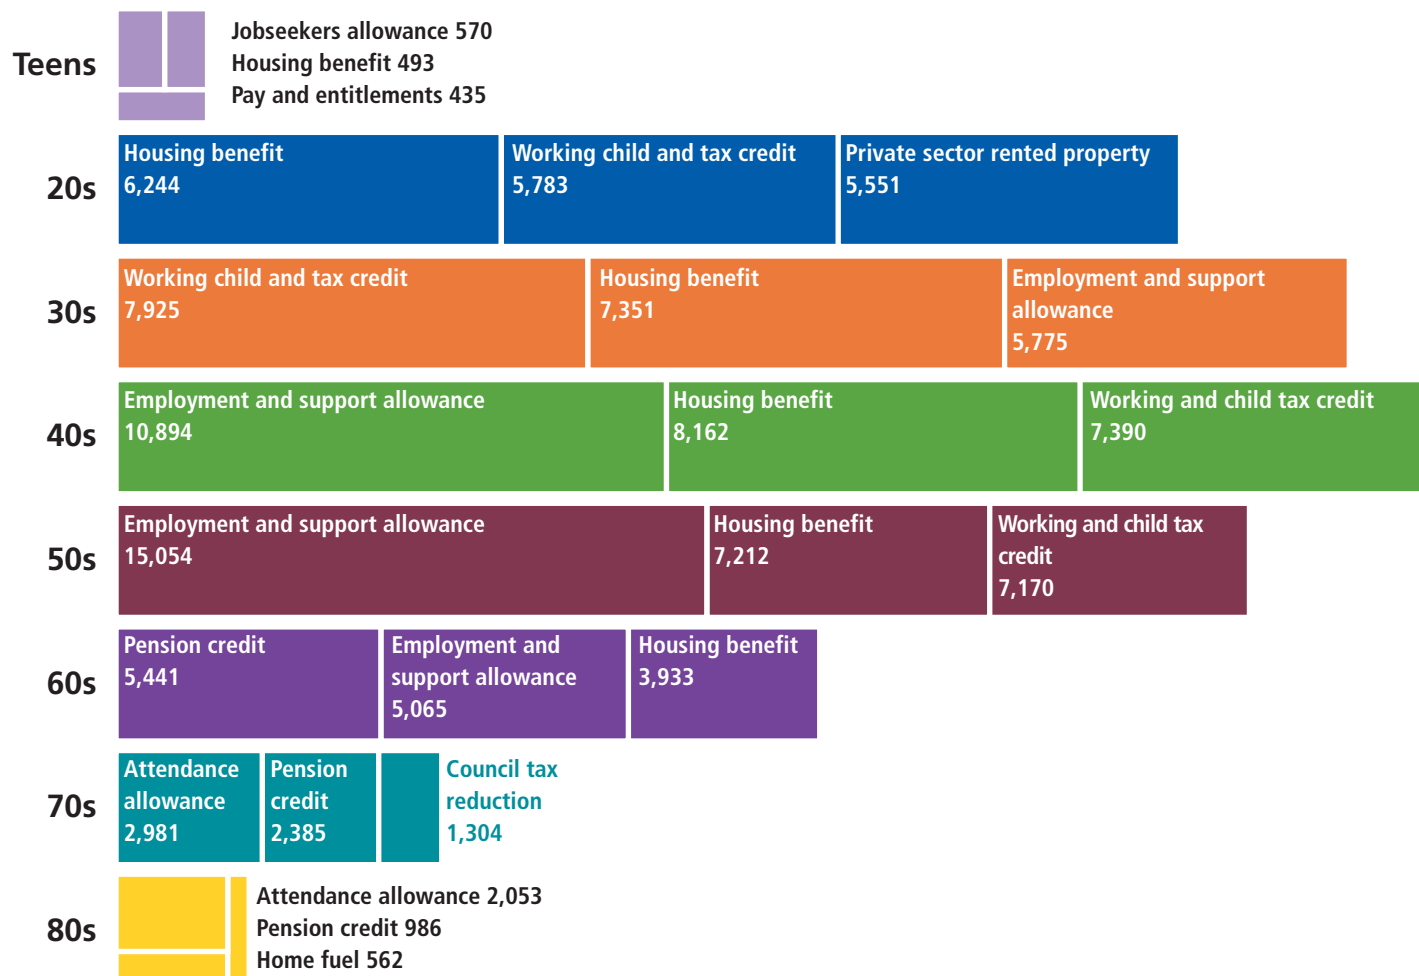 Teens
Jobseekers allowance 570
Housing benefit 493
Pay and entitlements 435
20s
Housing benefit
6,244
Working child and tax credit
5,783
Private sector rented property
5,551
30s
Working child and tax credit
7,925
Housing benefit
7,351
Employment and support
allowance
5,775
40s
Employment and support allowance
10,894
Housing benefit
8,162
Working and child tax credit
7,390
50s
Employment and support allowance
15,054
Housing benefit
7,212
Working and child tax
credit
7,170
60s
Pension credit
5,441
Employment and
support allowance
5,065
Housing benefit
3,933
70s
Attendance
allowance
2,981
Pension
credit
2,385
Council tax
reduction
1,304
80s
Attendance allowance 2,053
Pension credit 986
Home fuel 562